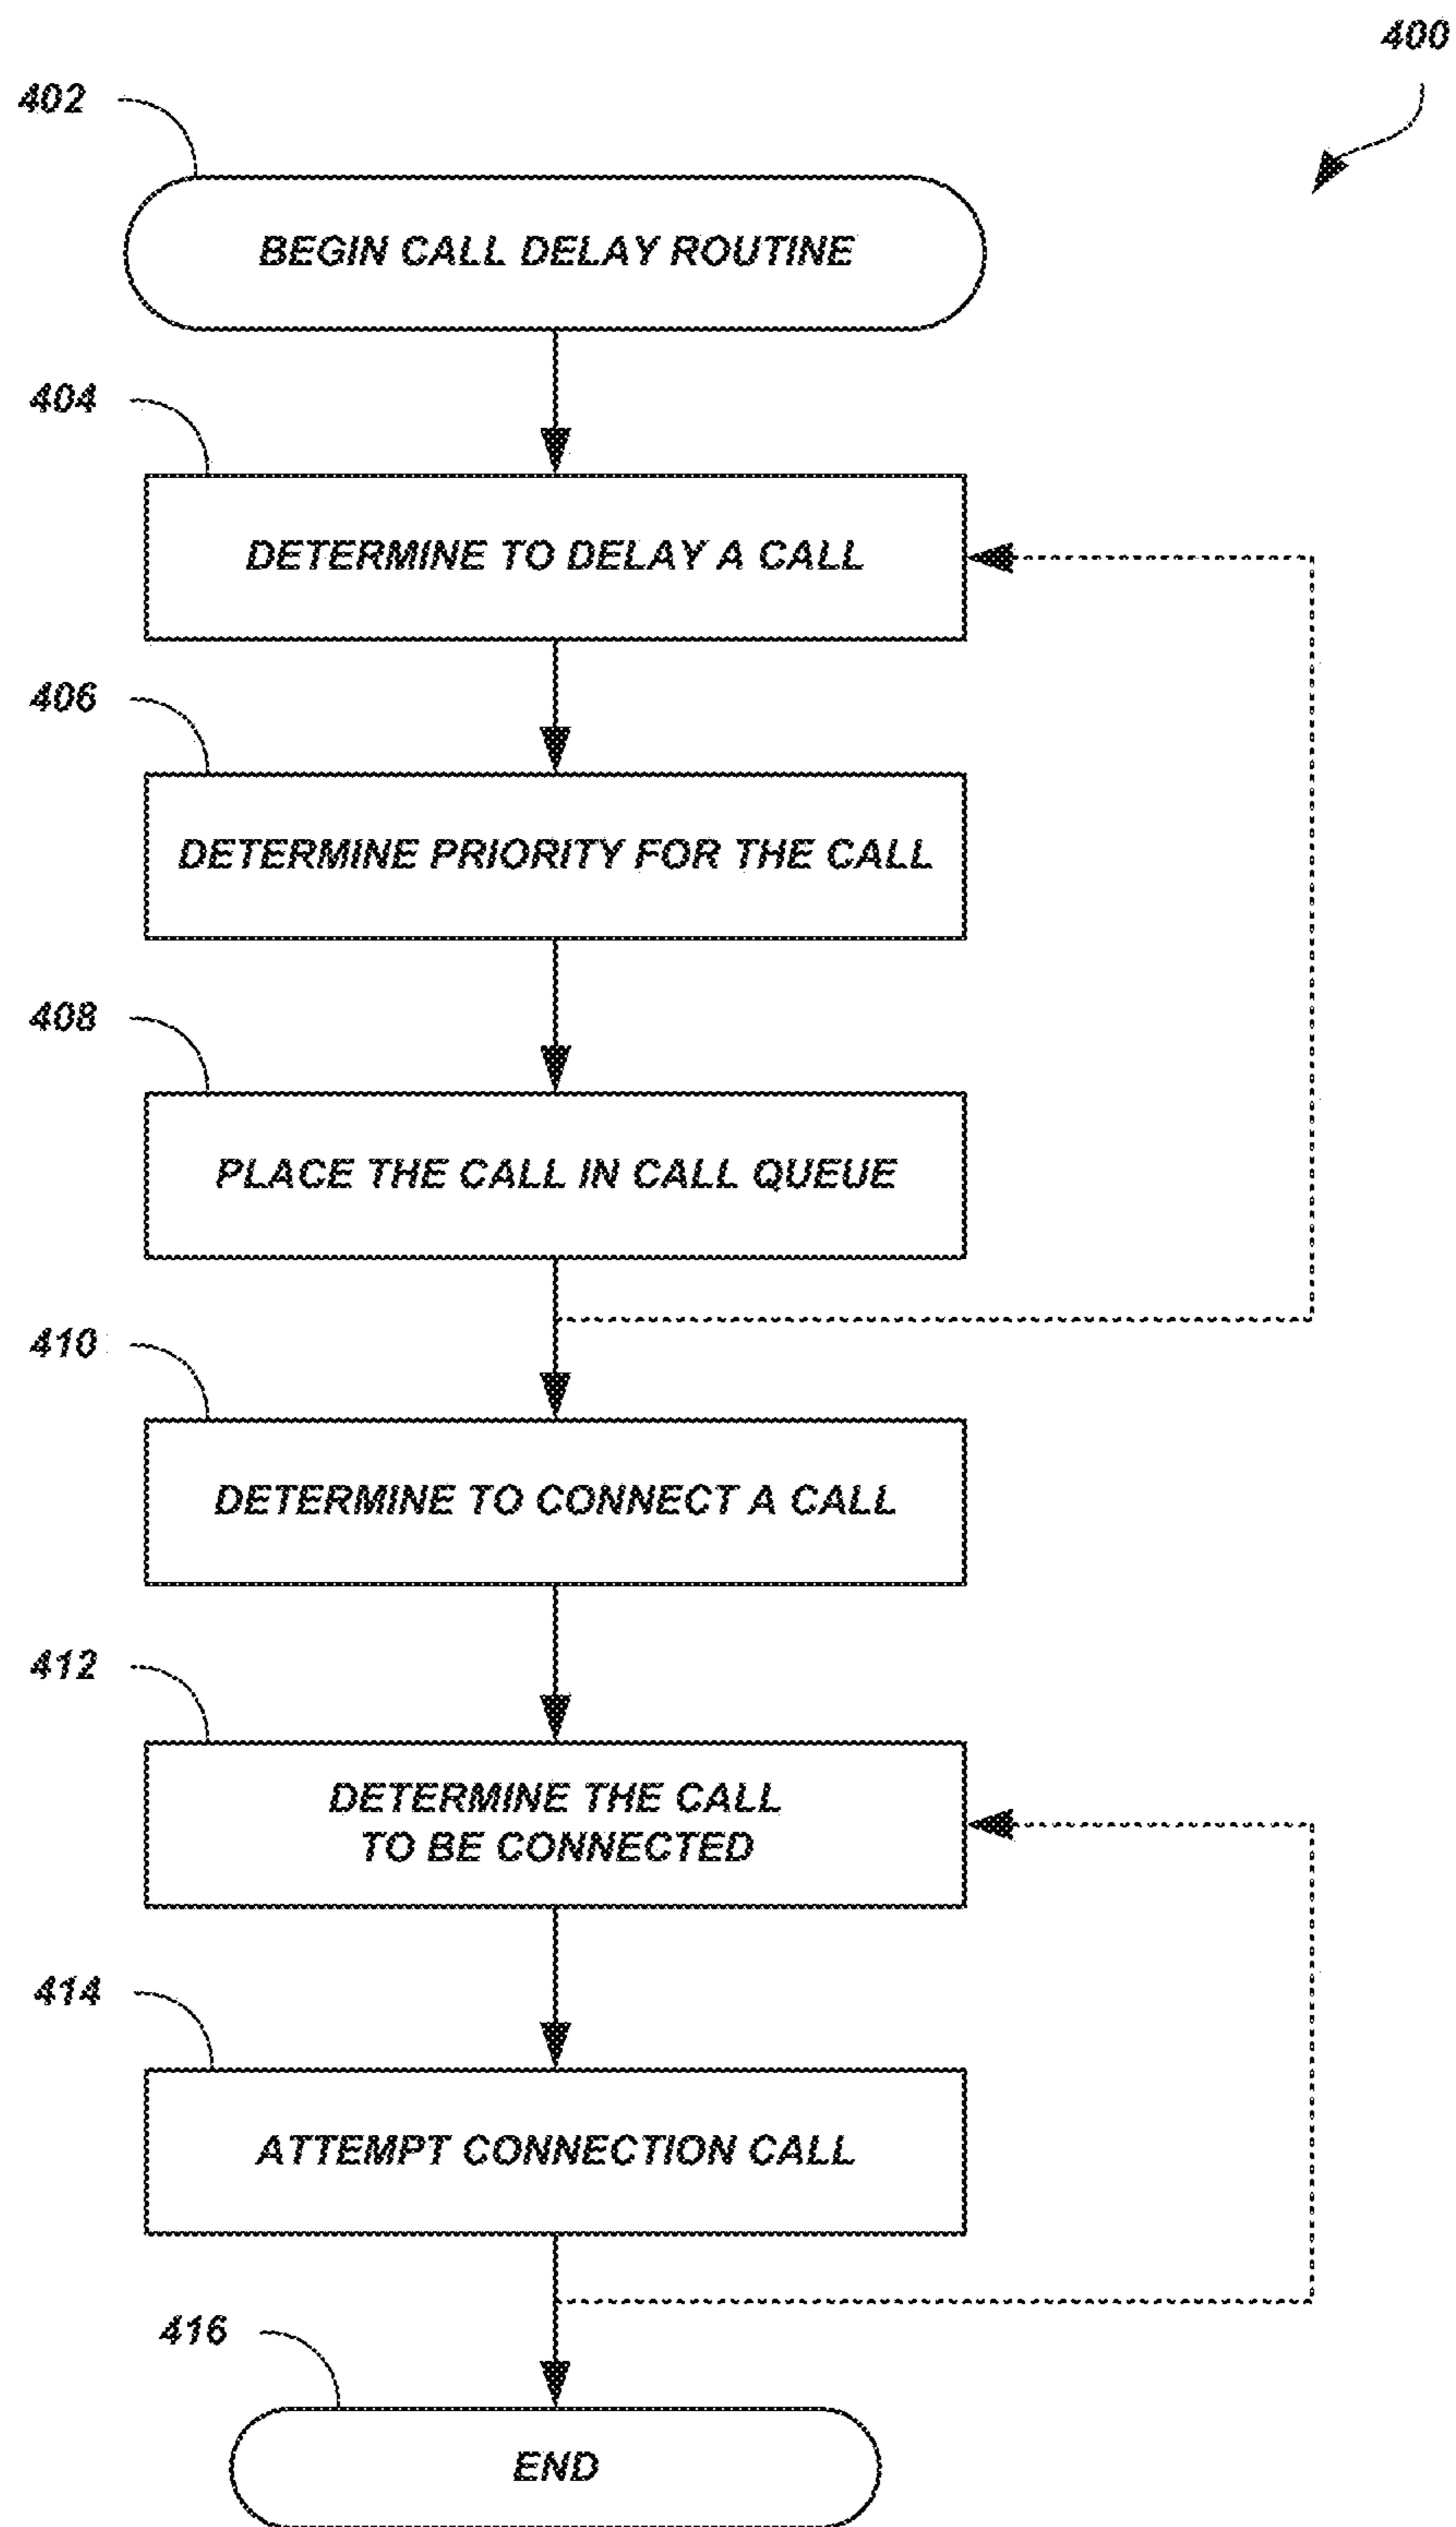 400
402
BEGIN CALL DELAY ROUTINE
404
DETERMINE TO DELAY A CALL
406
DETERMINE PRIORITY FOR THE CALL
408
PLACE THE CALL IN CALL QUEUE
410
DETERMINE TO CONNECT A CALL
412
DETERMINE THE CALL
TO BE CONNECTED
414
ATTEMPT CONNECTION CALL
416
END